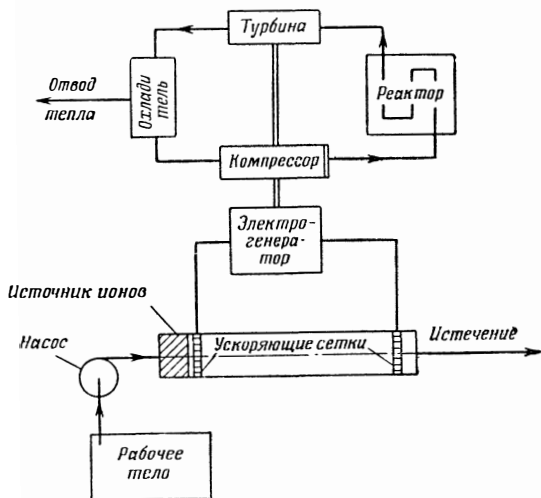 Турбина
Отвод
тепла
Охлади
тель
Реактор
Компрессор
Электро-
генера-
тор
Источник ионов
Насос
Ускоряющие сетки
Истечение
Рабочее
тело